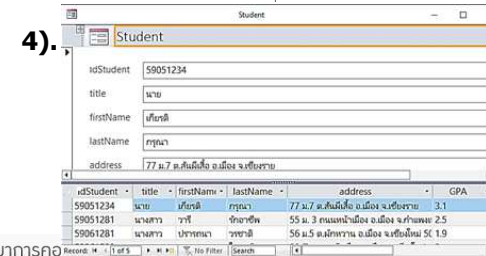 Student
4).
Student
idStudent 59051234
title นาย
firstName เกียรติ
lastName กรุณา
address 77 ม.7 ต.สันผีเสื้อ อ.เมือง จ.เชียงราย
idStudent title firstName lastName address GPA
59051234 นาย เกียรติ กรุณา 77 ม.7 ต.สันผีเสื้อ อ.เมือง จ.เชียงราย 3.1
59051281 นางสาว วารี รักอาชีพ 55 ม. 3 ถนนหน้าเมือง อ.เมือง จ.กำแพงเ 2.5
59061281 นางสาว ปรารถนา วรชาติ 56 ม.5 ต.ผักหวาน อ.เมือง จ.เชียงใหม่ 50 1.9
Record: 1 of 5 No Filter Search